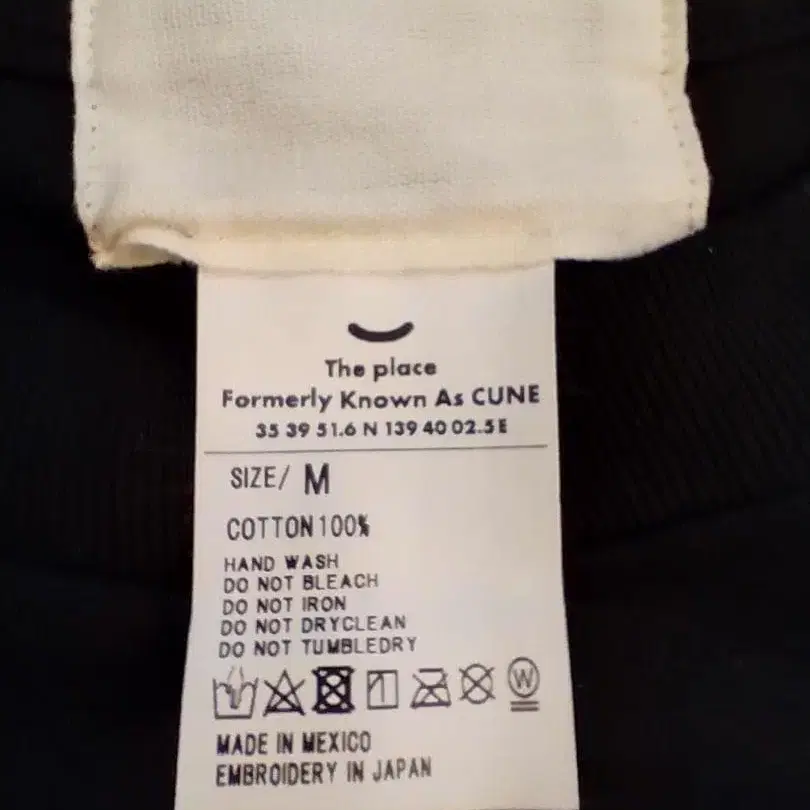 The place
Formerly Known As CUNE
35 39 51.6 N 139 40 02.5 E
SIZE/ M
COTTON 100%
HAND WASH
DO NOT BLEACH
DO NOT IRON
DO NOT DRYCLEAN
DO NOT TUMBLEDRY
W
MADE IN MEXICO
EMBROIDERY IN JAPAN